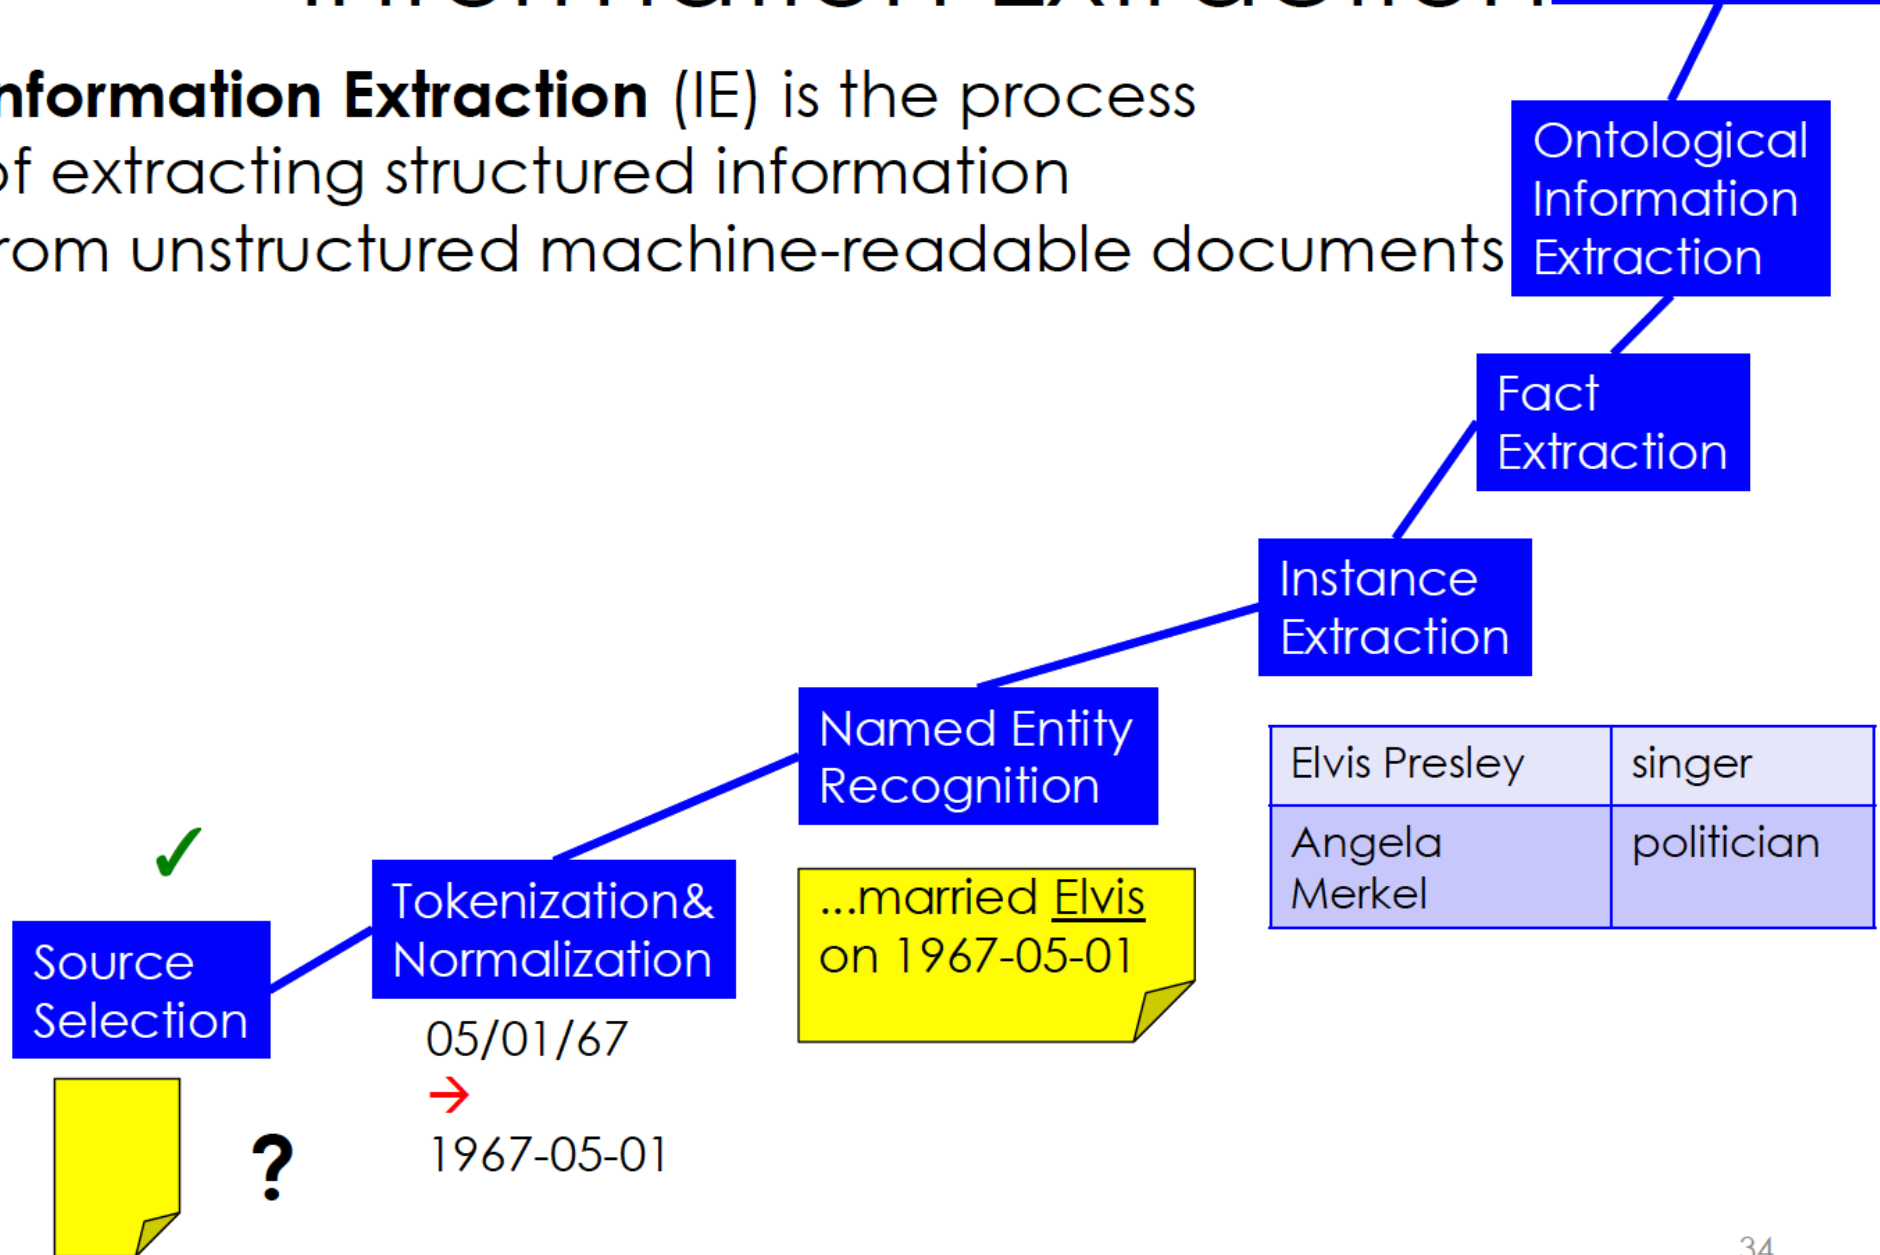 Information Extraction
nformation Extraction (IE) is the process
of extracting structured information
rom unstructured machine-readable documents
Ontological
Information
Extraction
Fact
Extraction
Instance
Extraction
Elvis Presley singer
Angela politician
Merkel
Named Entity
Recognition
...married Elvis
on 1967-05-01
Tokenization&
Normalization
05/01/67
→
1967-05-01
✓
Source
Selection
?
34